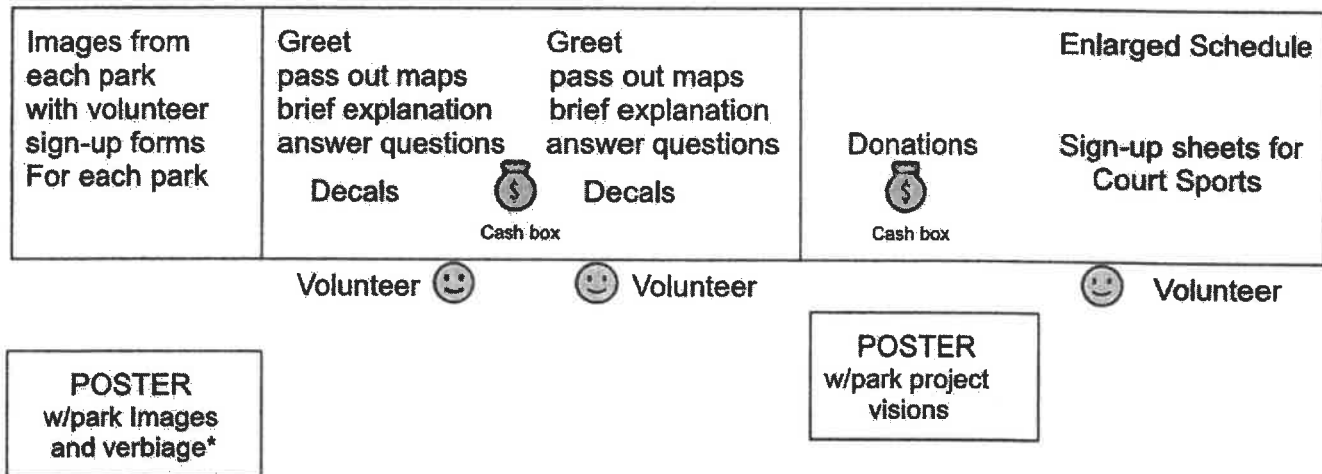 Images from
each park
with volunteer
sign-up forms
For each park
Greet
pass out maps
brief explanation
answer questions
Decals
$
Cash box
Greet
pass out maps
brief explanation
answer questions
Decals
Donations
$
Cash box
Enlarged Schedule
Sign-up sheets for
Court Sports
Volunteer
Volunteer
Volunteer
POSTER
w/park Images
and verbiage*
POSTER
w/park project
visions